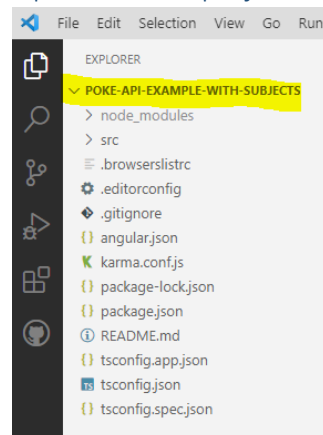 File Edit Selection View Go Run
EXPLORER
POKE-API-EXAMPLE-WITH-SUBJECTS
node_modules
src
.browserslistrc
.editorconfig
.gitignore
{} angular.json
karma.conf.js
{} package-lock.json
{} package.json
README.md
{} tsconfig.app.json
TS tsconfig.json
{} tsconfig.spec.json